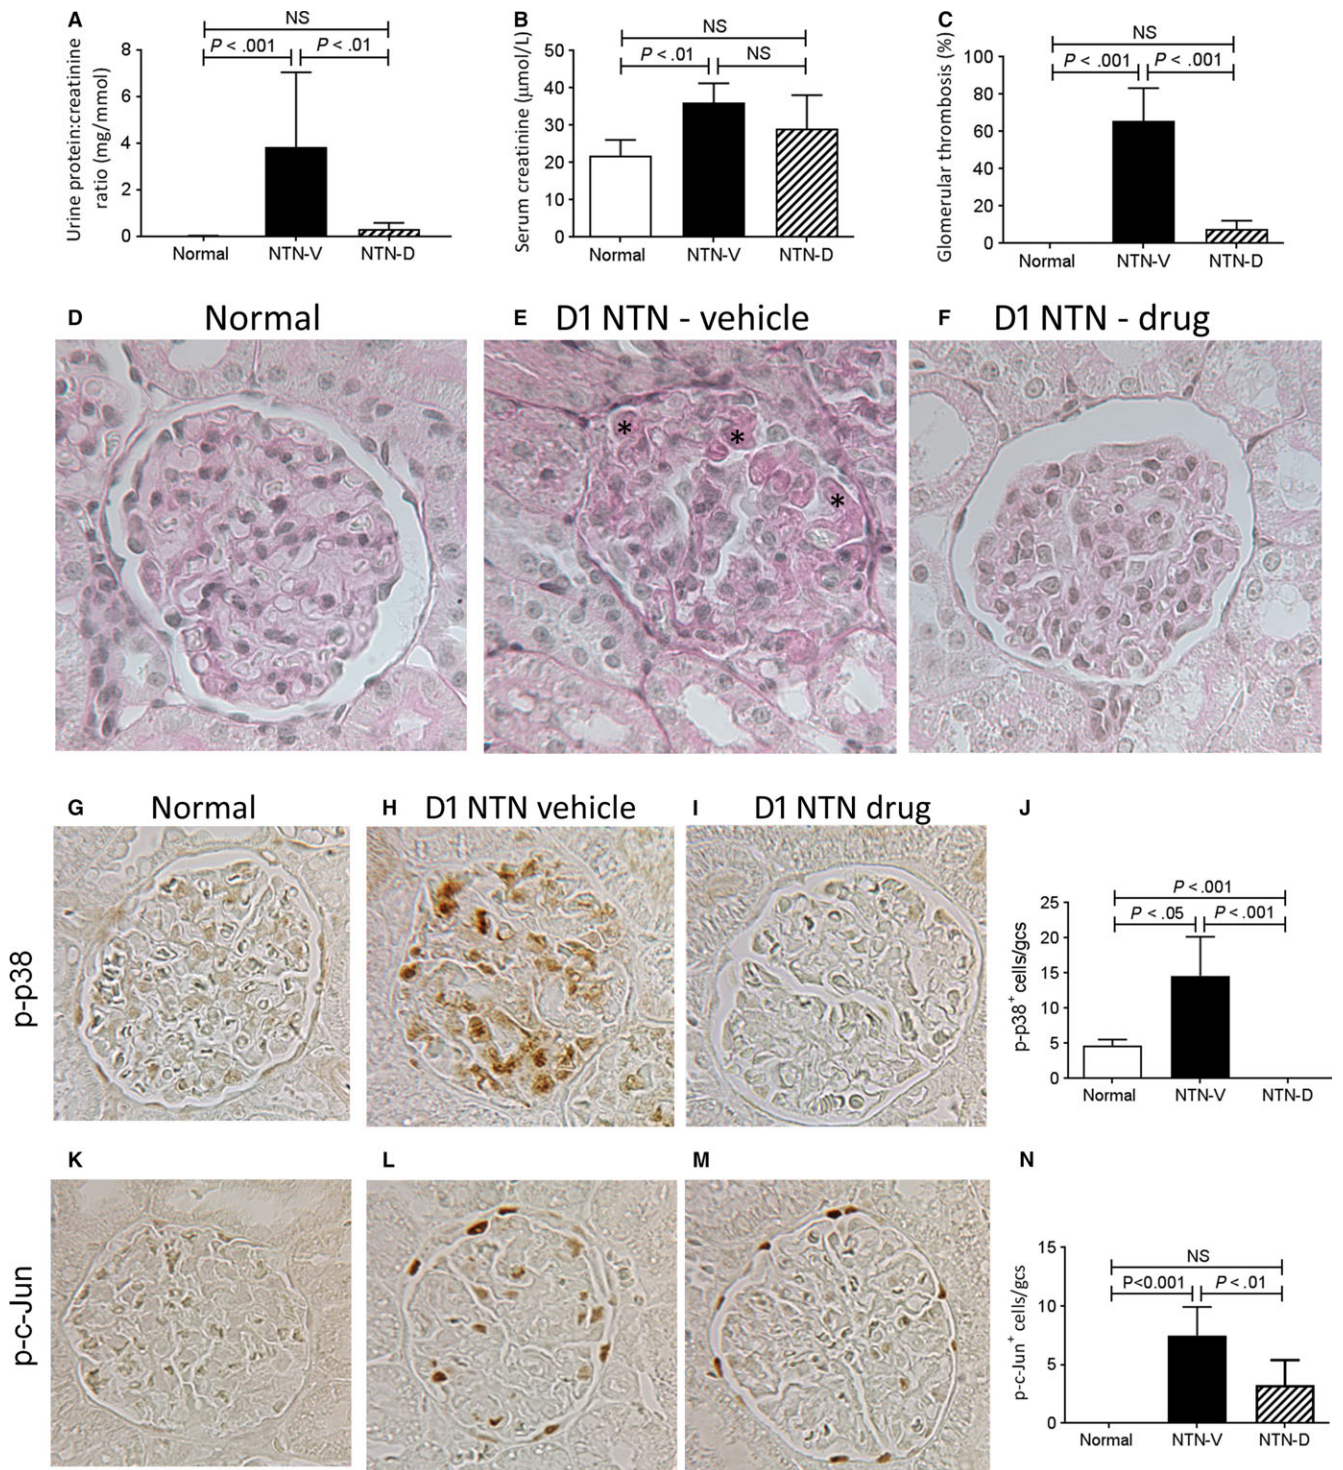 A
NS
P < .001
P < .01
Urine protein:creatinine
ratio (mg/mmol)
8
6
4
2
0
Normal
NTN-V
NTN-D
B
NS
P < .01
NS
Serum creatinine (μmol/L)
50
40
30
20
10
0
Normal
NTN-V
NTN-D
C
NS
P < .001
P < .001
Glomerular thrombosis (%)
100
80
60
40
20
0
Normal
NTN-V
NTN-D
D
Normal
E
D1 NTN - vehicle
* * *
F
D1 NTN - drug
G
Normal
H
D1 NTN vehicle
I
D1 NTN drug
J
p-p38
P < .001
P < .05
P < .001
p-p38⁺ cells/gcs
25
20
15
10
5
0
Normal
NTN-V
NTN-D
K
L
M
N
p-c-Jun
NS
P<0.001
P < .01
p-c-Jun⁺ cells/gcs
15
10
5
0
Normal
NTN-V
NTN-D